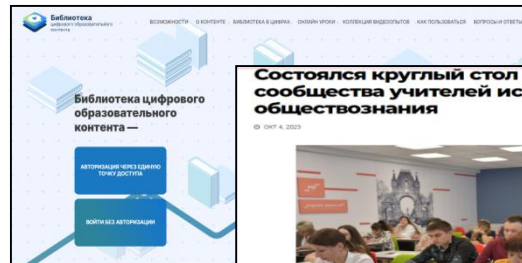 Библиотека
цифрового образовательного
контента
ВОЗМОЖНОСТИ О КОНТЕНТЕ БИБЛИОТЕКА В ЦИФРАХ ОНЛАЙН УРОКИ КОЛЛЕКЦИЯ ВИДЕООПЫТОВ КАК ПОЛЬЗОВАТЬСЯ ВОПРОСЫ И ОТВЕТЫ
Библиотека цифрового
образовательного
контента —
АВТОРИЗАЦИЯ ЧЕРЕЗ ЕДИНУЮ
ТОЧКУ ДОСТУПА
ВОЙТИ БЕЗ АВТОРИЗАЦИИ
Состоялся круглый стол
сообщества учителей ис
обществознания
ОКТ 4, 2023